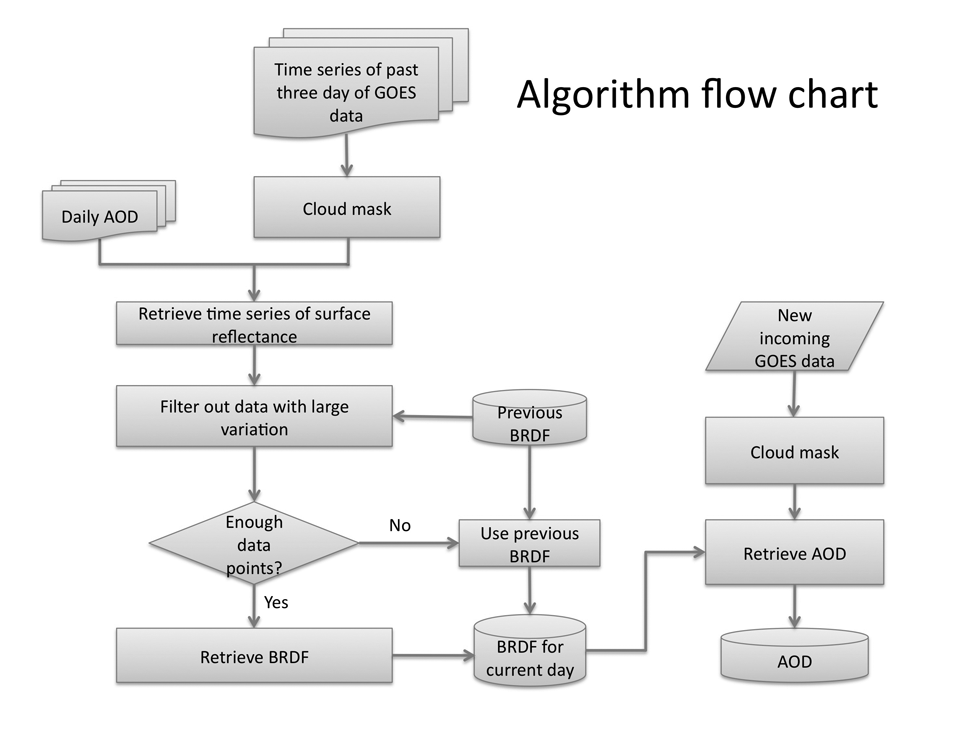 Algorithm flow chart
Time series of past
three day of GOES
data
Cloud mask
Daily AOD
Retrieve time series of surface
reflectance
Filter out data with large
variation
Previous
BRDF
Enough
data
points?
No
Use previous
BRDF
Yes
Retrieve BRDF
BRDF for
current day
New
incoming
GOES data
Cloud mask
Retrieve AOD
AOD